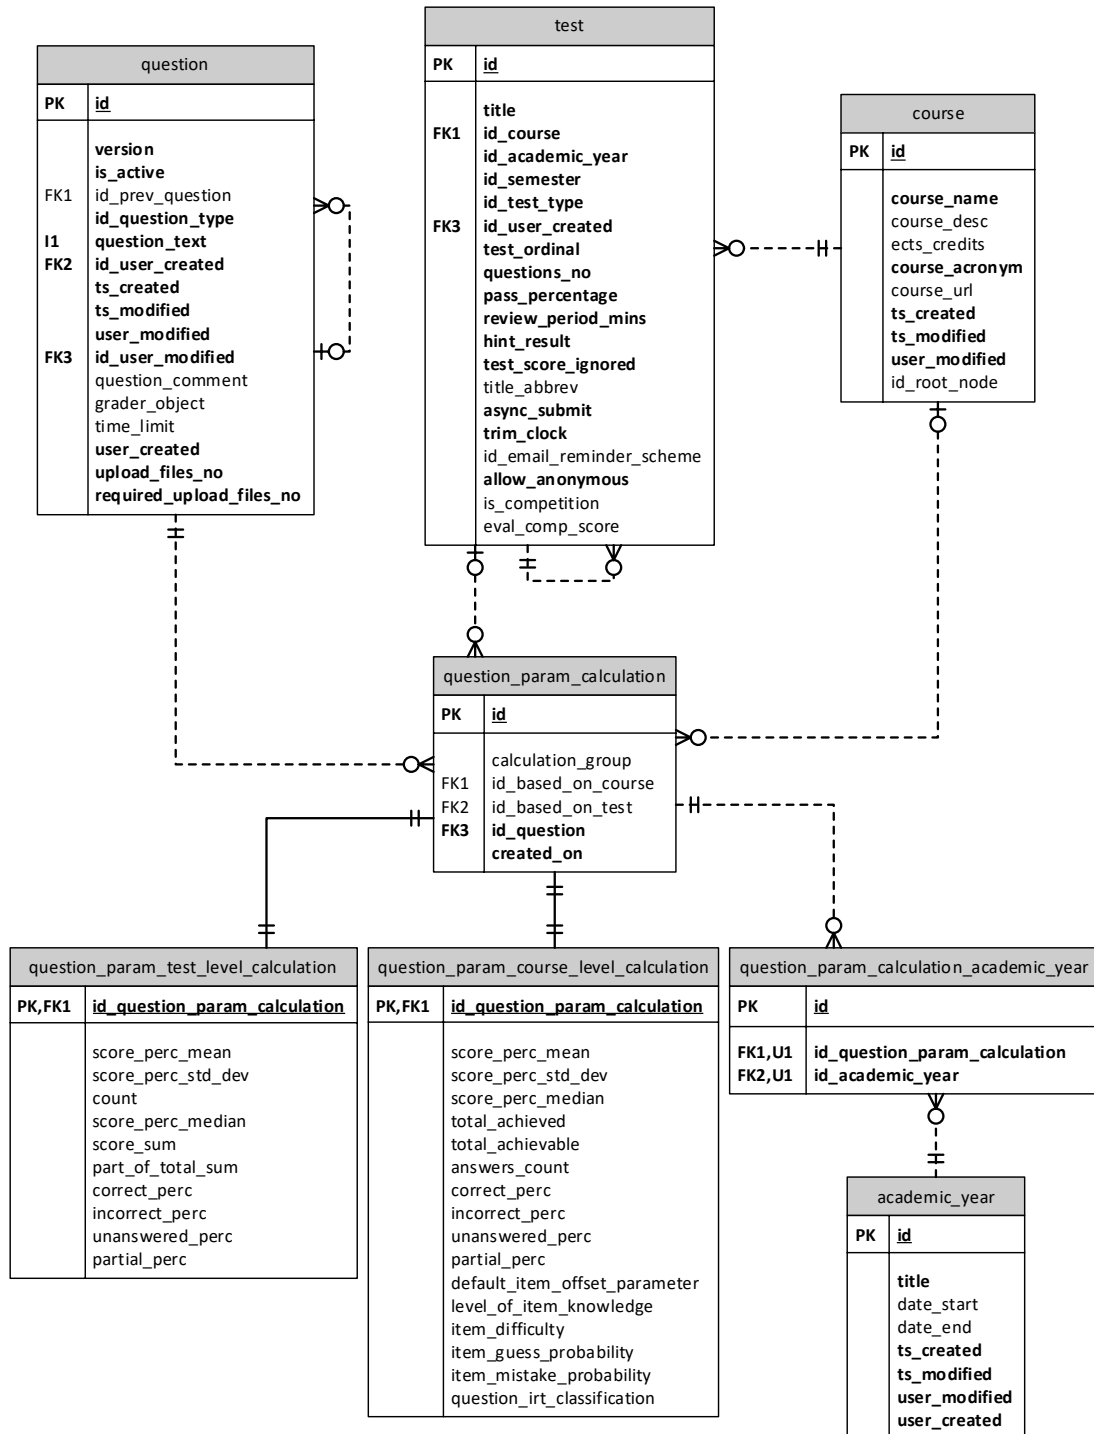 question
PK id
version
is_active
FK1 id_prev_question
id_question_type
I1 question_text
FK2 id_user_created
ts_created
ts_modified
user_modified
FK3 id_user_modified
question_comment
grader_object
time_limit
user_created
upload_files_no
required_upload_files_no
test
PK id
title
FK1 id_course
id_academic_year
id_semester
id_test_type
FK3 id_user_created
test_ordinal
questions_no
pass_percentage
review_period_mins
hint_result
test_score_ignored
title_abbrev
async_submit
trim_clock
id_email_reminder_scheme
allow_anonymous
is_competition
eval_comp_score
course
PK id
course_name
course_desc
ects_credits
course_acronym
course_url
ts_created
ts_modified
user_modified
id_root_node
question_param_calculation
PK id
calculation_group
FK1 id_based_on_course
FK2 id_based_on_test
FK3 id_question
created_on
question_param_test_level_calculation
PK,FK1 id_question_param_calculation
score_perc_mean
score_perc_std_dev
count
score_perc_median
score_sum
part_of_total_sum
correct_perc
incorrect_perc
unanswered_perc
partial_perc
question_param_course_level_calculation
PK,FK1 id_question_param_calculation
score_perc_mean
score_perc_std_dev
score_perc_median
total_achieved
total_achievable
answers_count
correct_perc
incorrect_perc
unanswered_perc
partial_perc
default_item_offset_parameter
level_of_item_knowledge
item_difficulty
item_guess_probability
item_mistake_probability
question_irt_classification
question_param_calculation_academic_year
PK id
FK1,U1 id_question_param_calculation
FK2,U1 id_academic_year
academic_year
PK id
title
date_start
date_end
ts_created
ts_modified
user_modified
user_created